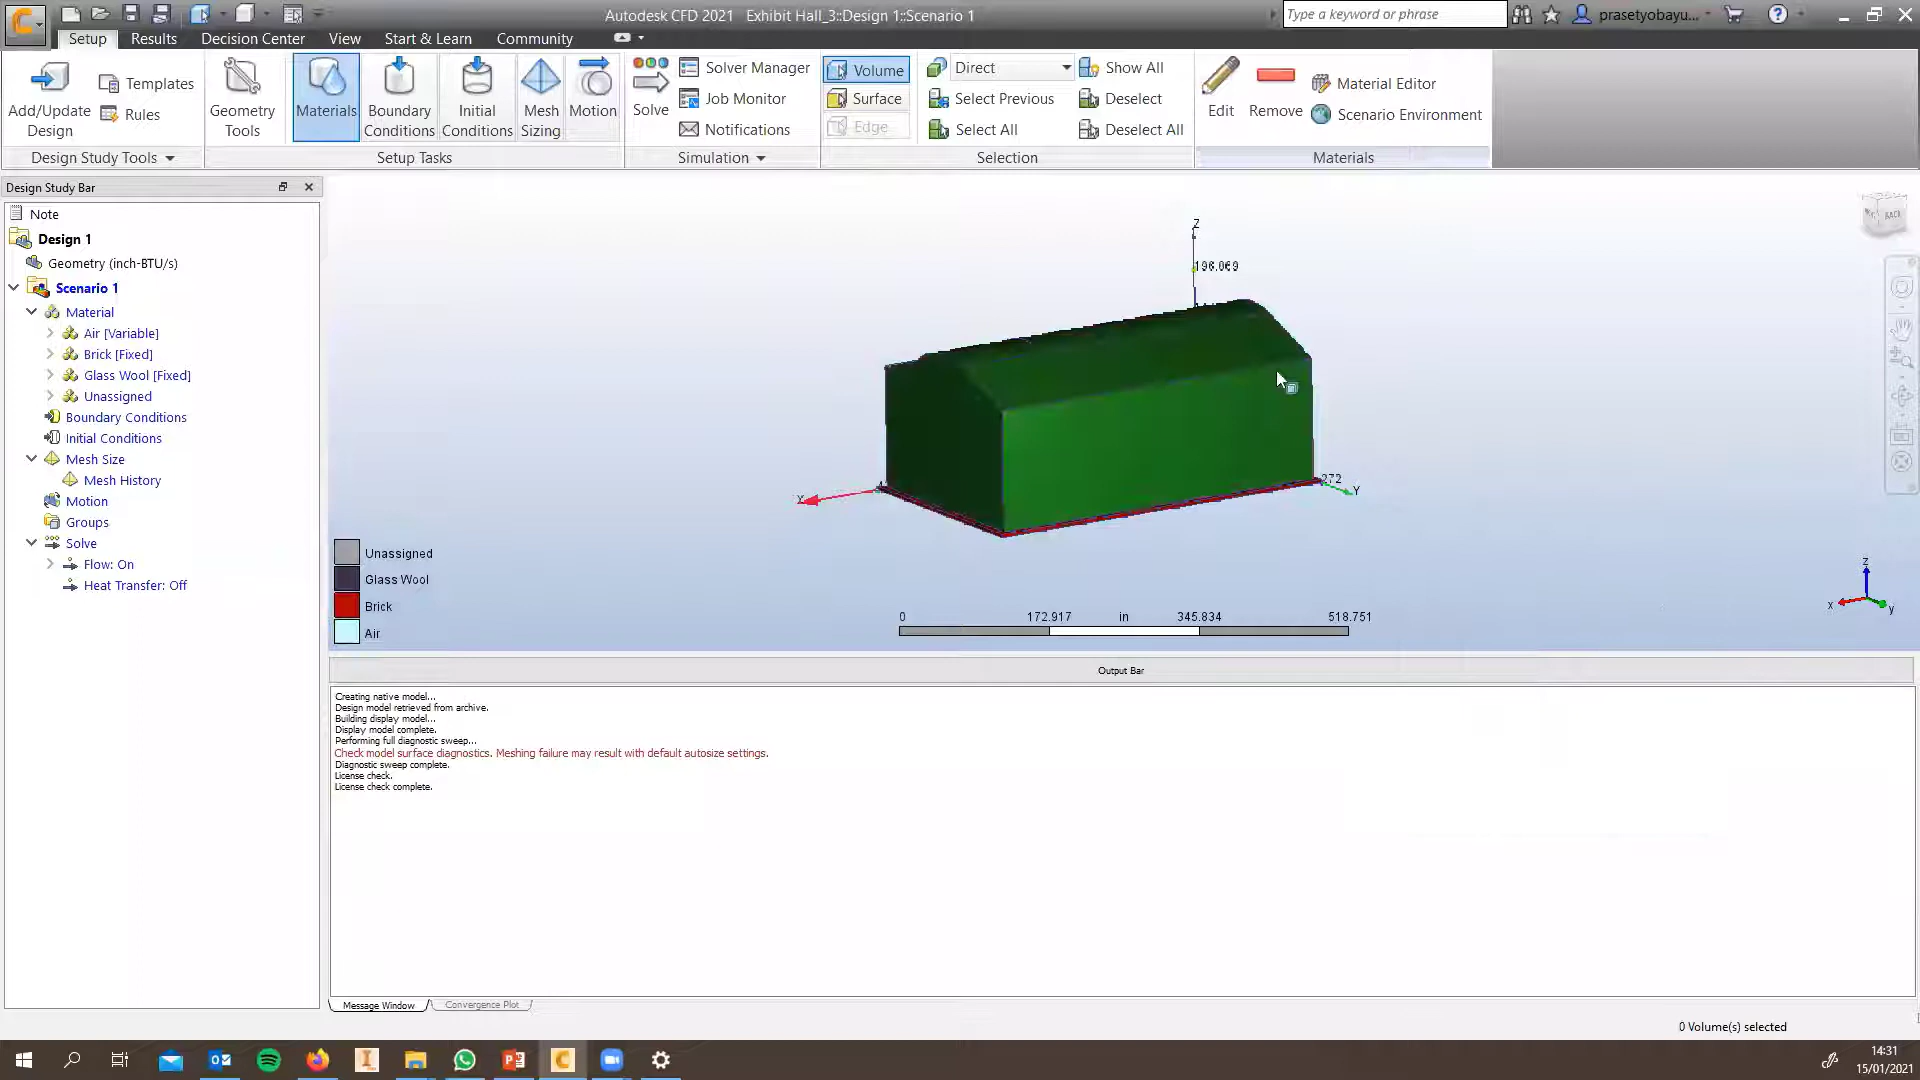 Autodesk CFD 2021 Exhibit Hall_3::Design 1::Scenario 1
Type a keyword or phrase
prasetyobayu...
Setup
Results
Decision Center
View
Start & Learn
Community
Add/Update
Design
Templates
Rules
Design Study Tools
Geometry
Tools
Materials
Boundary
Conditions
Initial
Conditions
Mesh
Sizing
Motion
Setup Tasks
Solve
Solver Manager
Job Monitor
Notifications
Simulation
Volume
Surface
Edge
Direct
Select Previous
Select All
Show All
Deselect
Deselect All
Selection
Edit
Remove
Material Editor
Scenario Environment
Materials
Design Study Bar
Note
Design 1
Geometry (inch-BTU/s)
Scenario 1
Material
Air [Variable]
Brick [Fixed]
Glass Wool [Fixed]
Unassigned
Boundary Conditions
Initial Conditions
Mesh Size
Mesh History
Motion
Groups
Solve
Flow: On
Heat Transfer: Off
Z
196.069
X
272
Y
BACK
Unassigned
Glass Wool
Brick
Air
0 172.917 in 345.834 518.751
z
x
y
Output Bar
Creating native model...
Design model retrieved from archive.
Building display model...
Display model complete.
Performing full diagnostic sweep...
Check model surface diagnostics. Meshing failure may result with default autosize settings.
Diagnostic sweep complete.
License check.
License check complete.
Message Window
Convergence Plot
0 Volume(s) selected
14:31
15/01/2021